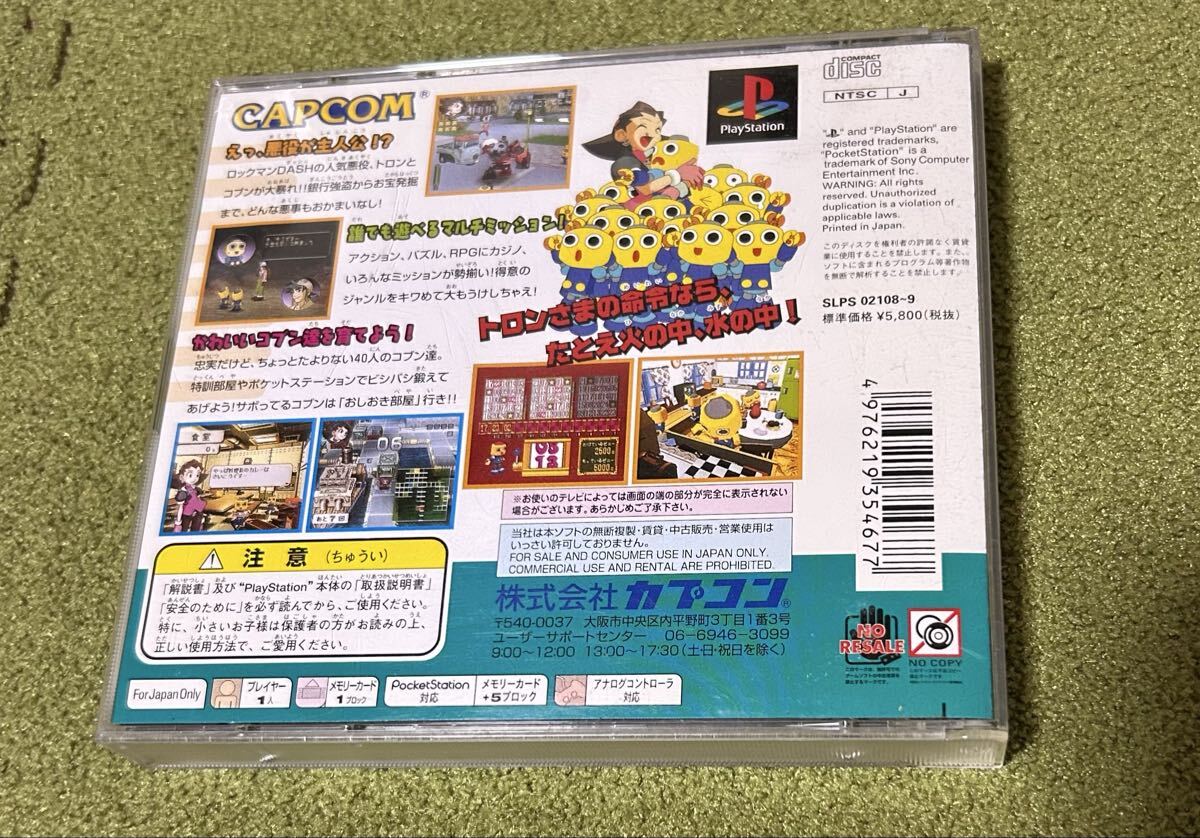 CAPCOM®
えっ、悪役が主人公!?
ロックマンDASHの人気悪役、トロンと
コブンが大暴れ!!銀行強盗からお宝発掘
まで、どんな悪事もおかまいなし!
誰でも遊べるマルチミッション!
アクション、パズル、RPGにカジノ、
いろんなミッションが勢揃い!得意の
ジャンルをキワめて大もうけしちゃえ!
かわいいコブン達を育てよう!
忠実だけど、ちょっとたよりない40人のコブン達。
特訓部屋やポケットステーションでビシバシ鍛えて
あげよう!サボってるコブンは「おしおき部屋」行き!!
トロンさまの命令なら、
たとえ火の中、水の中!
PlayStation
COMPACT
disc
NTSC J
"PS" and "PlayStation" are
registered trademarks,
"PocketStation" is a
trademark of Sony Computer
Entertainment Inc.
WARNING: All rights
reserved. Unauthorized
duplication is a violation of
applicable laws.
Printed in Japan.
このディスクを権利者の許諾なく賃貸
業に使用することを禁じます。また、
ソフトに含まれるプログラム等著作物
を無断で解析することを禁じます。
SLPS 02108~9
標準価格 ¥5,800(税抜)
4 976219 354677
食堂
06
あと7回
17,23,02,
2500
5000
※お使いのテレビによっては画面の端の部分が完全に表示されない
場合がございます。あらかじめご了承下さい。
当社は本ソフトの無断複製・賃貸・中古販売・営業使用は
いっさい許可しておりません。
FOR SALE AND CONSUMER USE IN JAPAN ONLY.
COMMERCIAL USE AND RENTAL ARE PROHIBITED.
注意(ちゅうい)
「解説書」及び"PlayStation"本体の「取扱説明書」
「安全のために」を必ず読んでから、ご使用ください。
特に、小さいお子様は保護者の方がお読みの上、
正しい使用方法で、ご愛用ください。
株式会社カプコン®
〒540-0037 大阪市中央区内平野町3丁目1番3号
ユーザーサポートセンター 06-6946-3099
9:00~12:00 13:00~17:30(土・日・祝日を除く)
NO
RESALE
NO COPY
For Japan Only
プレイヤー
1人
メモリーカード
1ブロック
PocketStation
対応
メモリーカード
+5ブロック
アナログコントローラ
対応